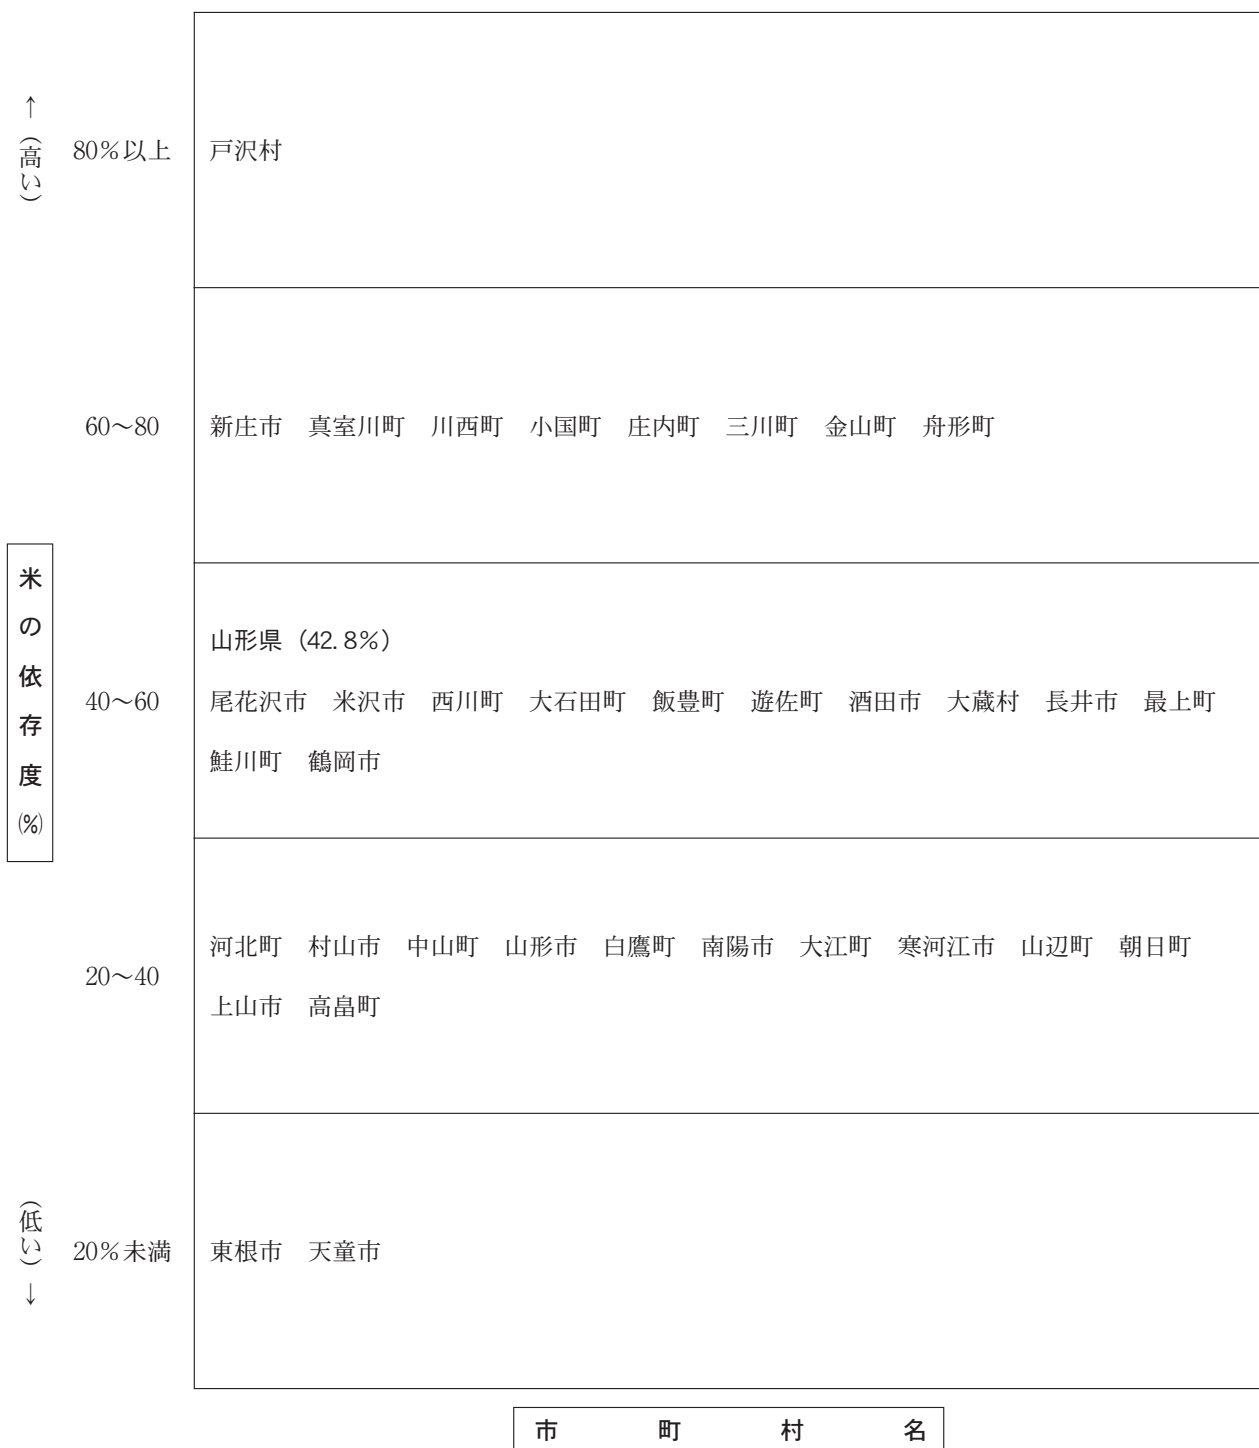 ↑(高い)
80%以上 戸沢村
60〜80 新庄市 真室川町 川西町 小国町 庄内町 三川町 金山町 舟形町
米の依存度(%)
山形県(42.8%)
40〜60 尾花沢市 米沢市 西川町 大石田町 飯豊町 遊佐町 酒田市 大蔵村 長井市 最上町
鮭川町 鶴岡市
河北町 村山市 中山町 山形市 白鷹町 南陽市 大江町 寒河江市 山辺町 朝日町
20〜40
上山市 高畠町
(低い)↓
20%未満 東根市 天童市
市町村名